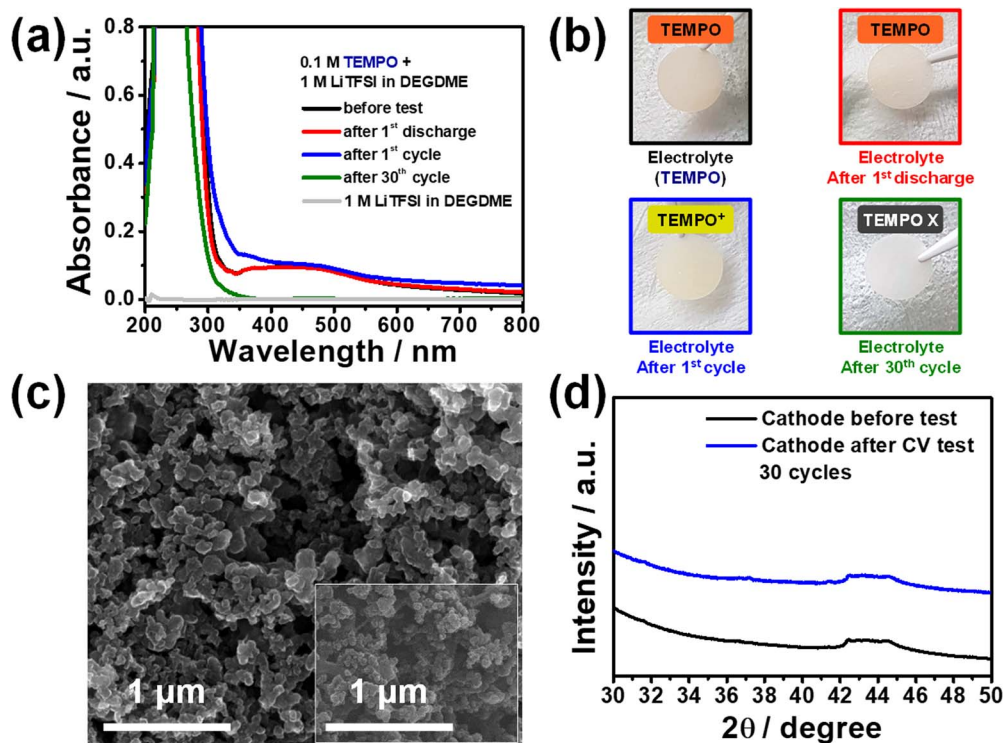 (a)
0.8
0.6
0.4
0.2
0.0
Absorbance / a.u.
0.1 M TEMPO +
1 M LiTFSI in DEGDME
before test
after 1st discharge
after 1st cycle
after 30th cycle
1 M LiTFSI in DEGDME
200 300 400 500 600 700 800
Wavelength / nm
(b)
TEMPO
Electrolyte
(TEMPO)
TEMPO
Electrolyte
After 1st discharge
TEMPO+
Electrolyte
After 1st cycle
TEMPO X
Electrolyte
After 30th cycle
(c)
1 μm
1 μm
(d)
Intensity / a.u.
Cathode before test
Cathode after CV test
30 cycles
30 32 34 36 38 40 42 44 46 48 50
2θ / degree